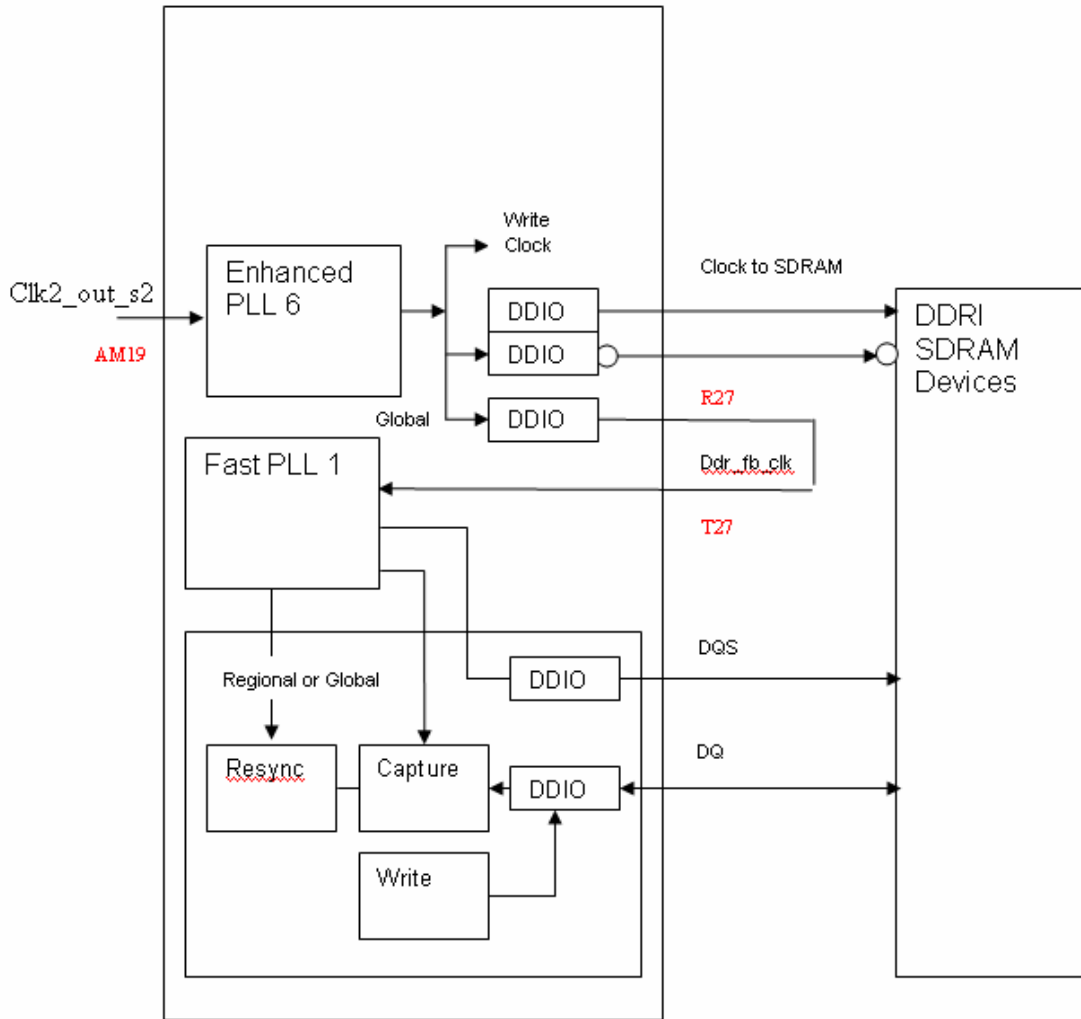 Write
Clock
Clock to SDRAM
Enhanced
PLL 6
Clk2_out_s2
AM19
DDIO
DDIO
DDRI
SDRAM
Devices
R27
Global
DDIO
Fast PLL 1
Ddr_fb_clk
T27
DQS
Regional or Global
DDIO
DQ
Resync
Capture
DDIO
Write